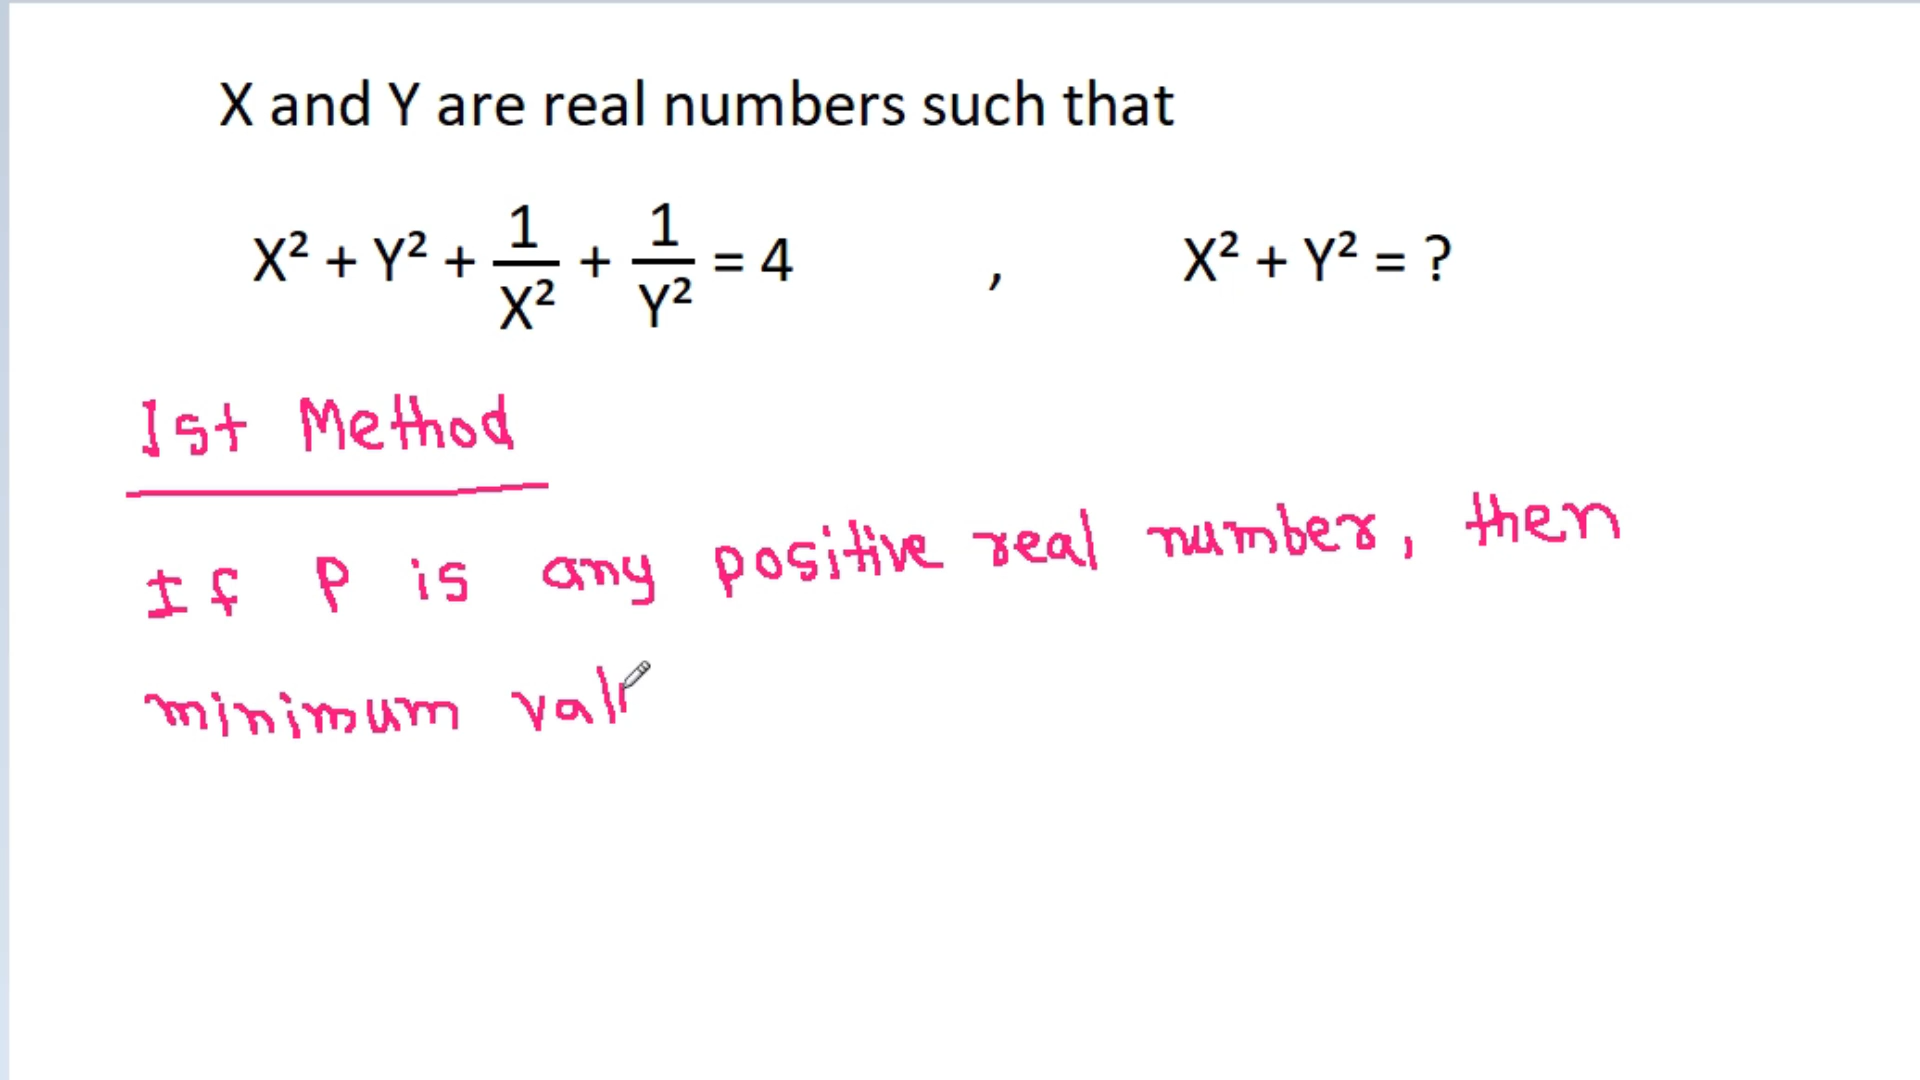 X and Y are real numbers such that
X² + Y² + 1/X² + 1/Y² = 4 , X² + Y² = ?
Ist Method
If P is any positive real number, then
minimum val